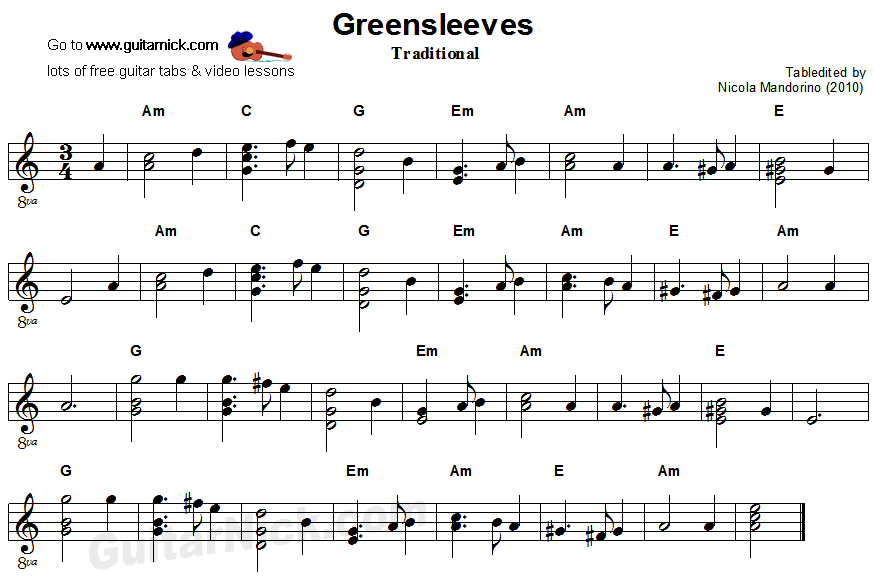 Greensleeves
Traditional
Go to www.guitarnick.com
lots of free guitar tabs & video lessons
Tabledited by
Nicola Mandorino (2010)
Am C G Em Am E
3
4
8va
Am C G Em Am E Am
8va
G Em Am E
8va
G Em Am E Am
8va
GuitarNick.com